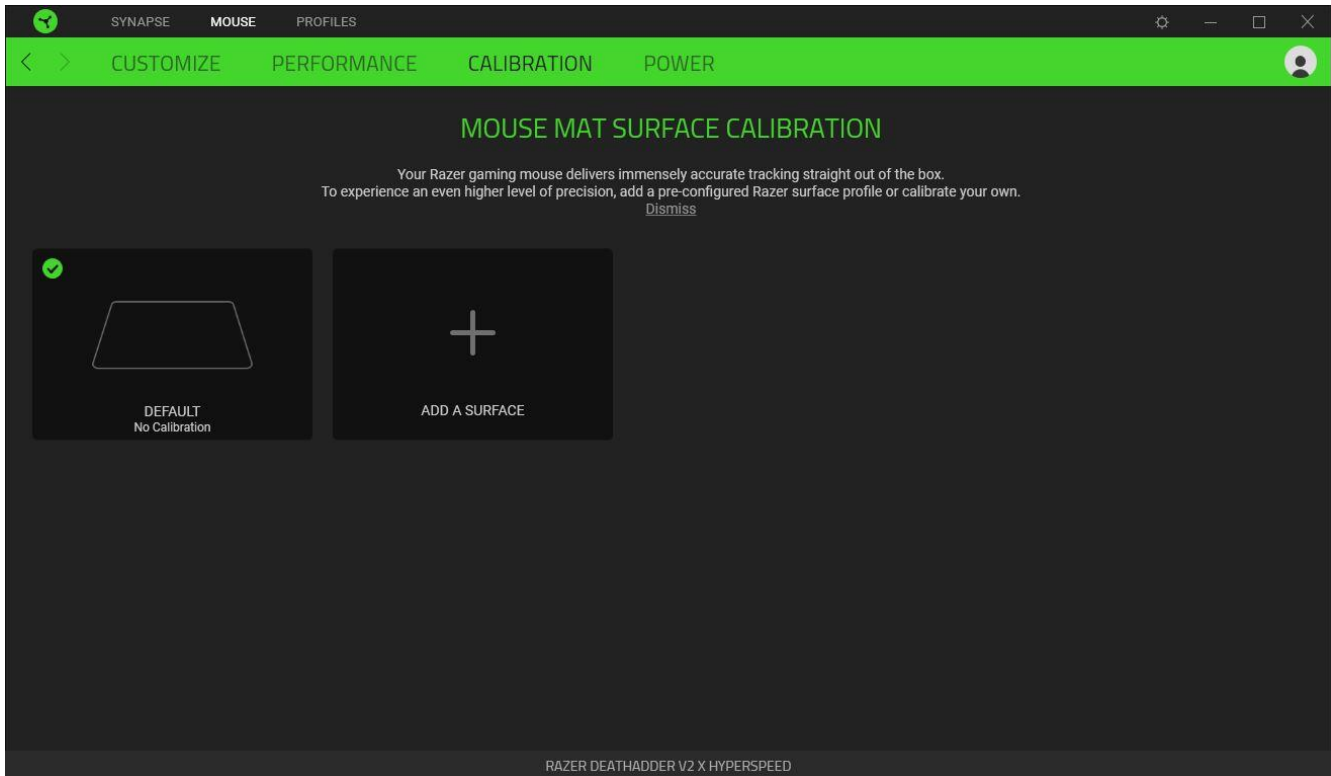 SYNAPSE MOUSE PROFILES
CUSTOMIZE PERFORMANCE CALIBRATION POWER
MOUSE MAT SURFACE CALIBRATION
Your Razer gaming mouse delivers immensely accurate tracking straight out of the box.
To experience an even higher level of precision, add a pre-configured Razer surface profile or calibrate your own.
Dismiss
DEFAULT
No Calibration
ADD A SURFACE
RAZER DEATHADDER V2 X HYPERSPEED